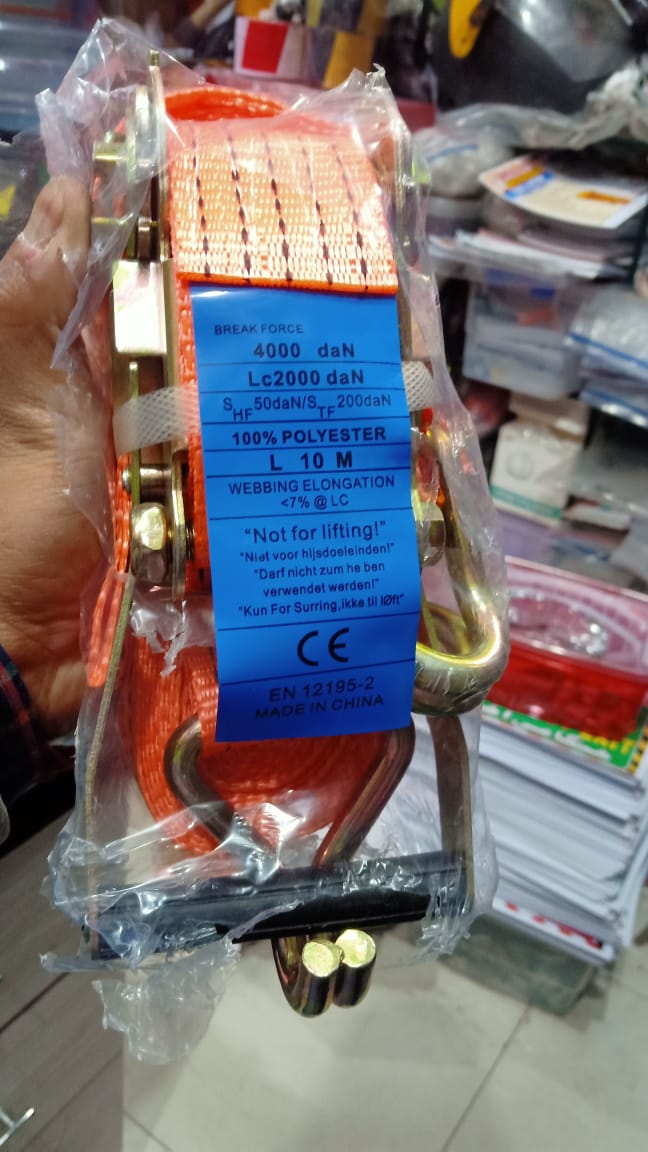 BREAK FORCE
4000 daN
Lc2000 daN
SHF50daN/STF200daN
100% POLYESTER
L 10 M
WEBBING ELONGATION
<7% @ LC
"Not for lifting!"
"Niet voor hijsdoeleinden!"
"Darf nicht zum he ben
verwendet werden!"
"Kun For Surring,ikke til lØft"
CE
EN 12195-2
MADE IN CHINA